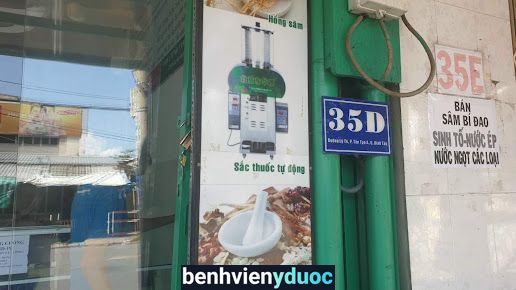 Hồng sâm
Sắc thuốc tự động
35D
35E
BÁN
SÂM BÍ ĐAO
SINH TỐ-NƯỚC ÉP
NƯỚC NGỌT CÁC LOẠI
benhvienyduoc